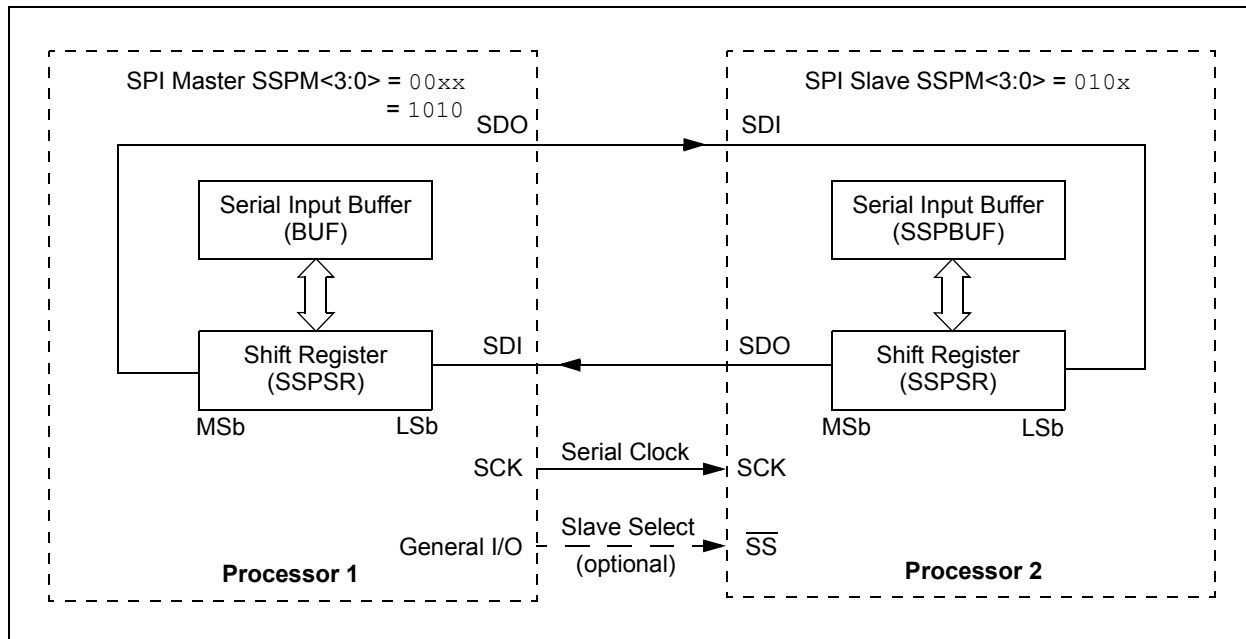 SPI Master SSPM<3:0> = 00xx
= 1010
SDO
Serial Input Buffer
(BUF)
Shift Register
(SSPSR)
MSb
LSb
SDI
SCK
General I/O
Processor 1
Serial Clock
Slave Select
(optional)
SPI Slave SSPM<3:0> = 010x
SDI
Serial Input Buffer
(SSPBUF)
SDO
Shift Register
(SSPSR)
MSb
LSb
SCK
S̅S̅
Processor 2